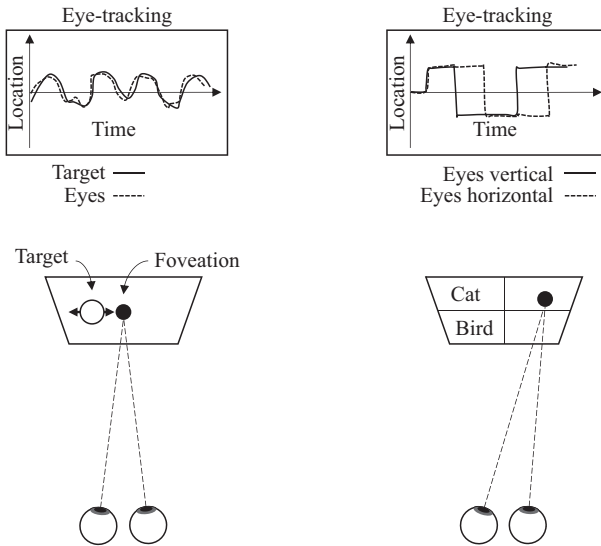 Eye-tracking
Location
Time
Target
Eyes
Eye-tracking
Location
Time
Eyes vertical
Eyes horizontal
Target
Foveation
Cat
Bird